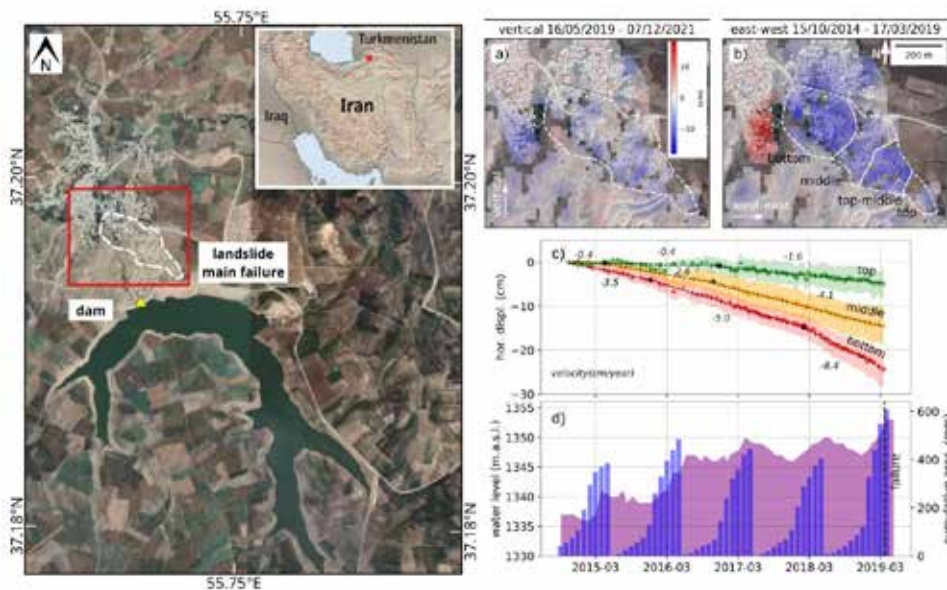 55.75°E
N
Turkmenistan
Iran
Iraq
37.20°N
37.20°N
landslide
main failure
dam
37.18°N
37.18°N
55.75°E
vertical 16/05/2019 - 07/12/2021
east-west 15/10/2014 - 17/03/2019
a)
b)
N
200 m
0
−10
bottom
middle
top-middle
top
c)
hor displ. (cm)
0
−10
−20
−30
-0.4
-0.4
-1.6
-3.5
-4.1
-5.0
-8.4
top
middle
bottom
velocity(cm/year)
d)
water level (m.a.s.l.)
1355
1350
1345
1340
1335
1330
600
400
200
0
failure
2015-03
2016-03
2017-03
2018-03
2019-03